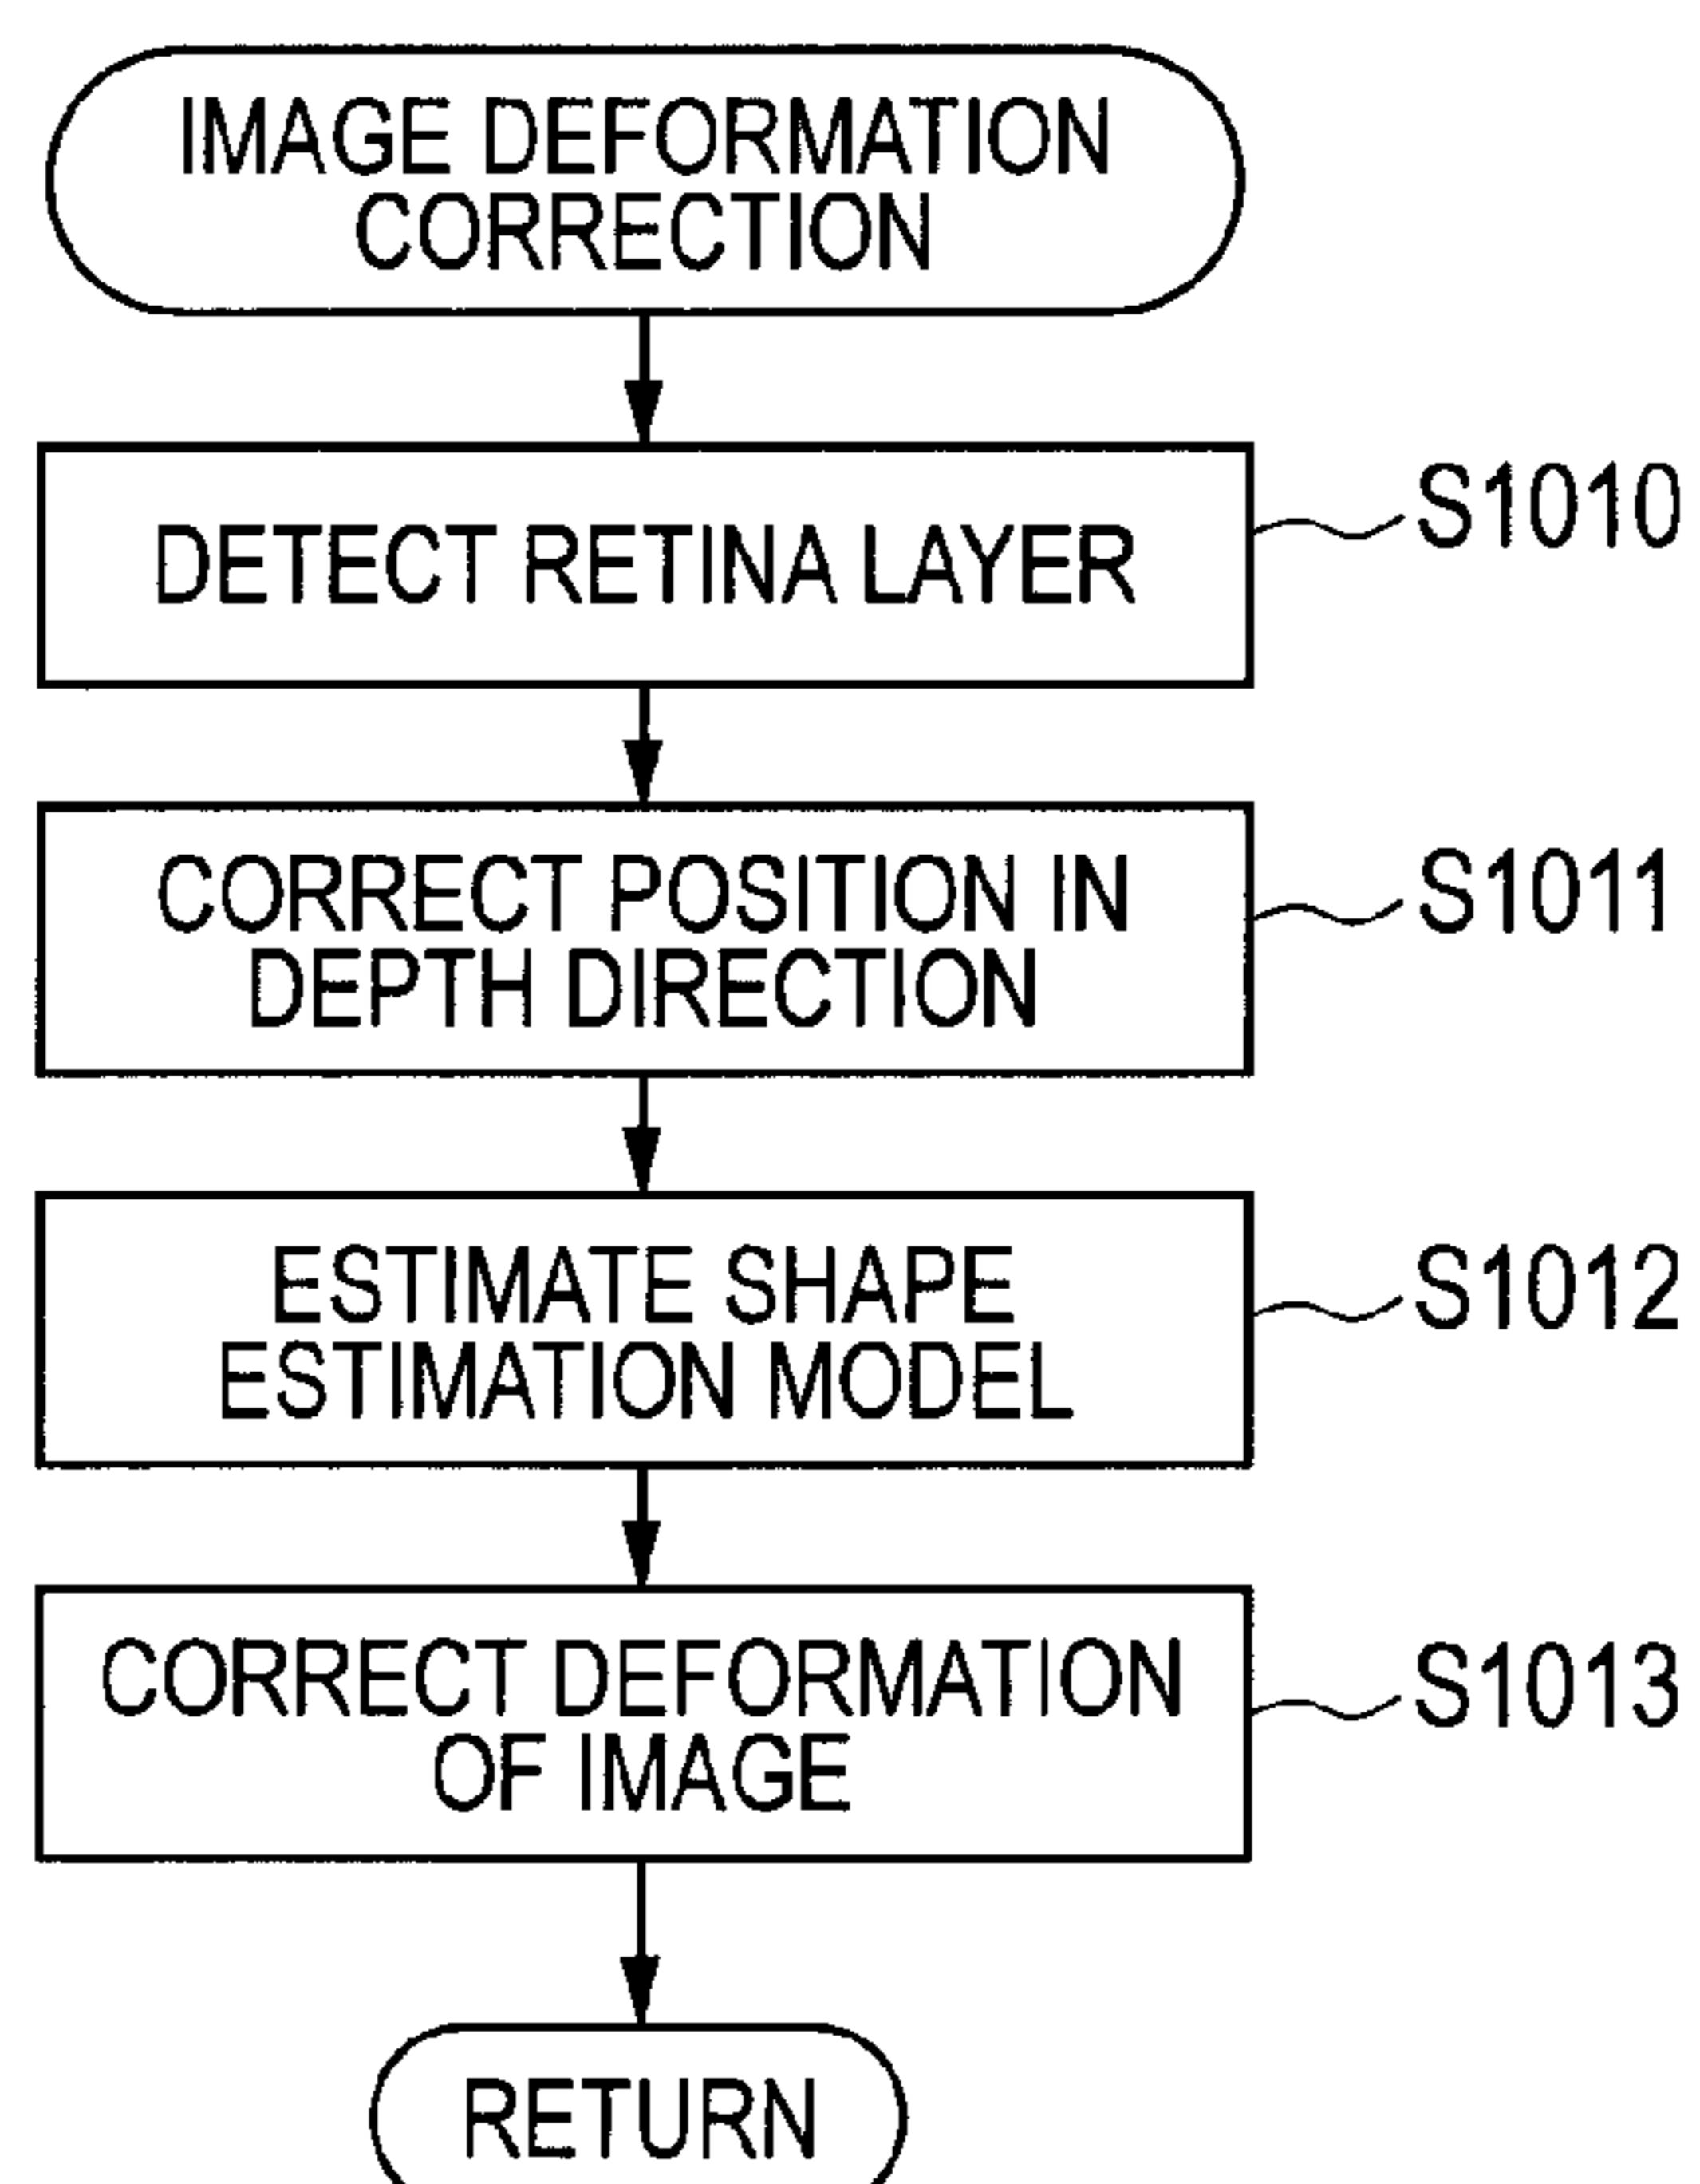 IMAGE DEFORMATION
CORRECTION
DETECT RETINA LAYER
S1010
CORRECT POSITION IN
DEPTH DIRECTION
S1011
ESTIMATE SHAPE
ESTIMATION MODEL
S1012
CORRECT DEFORMATION
OF IMAGE
S1013
RETURN